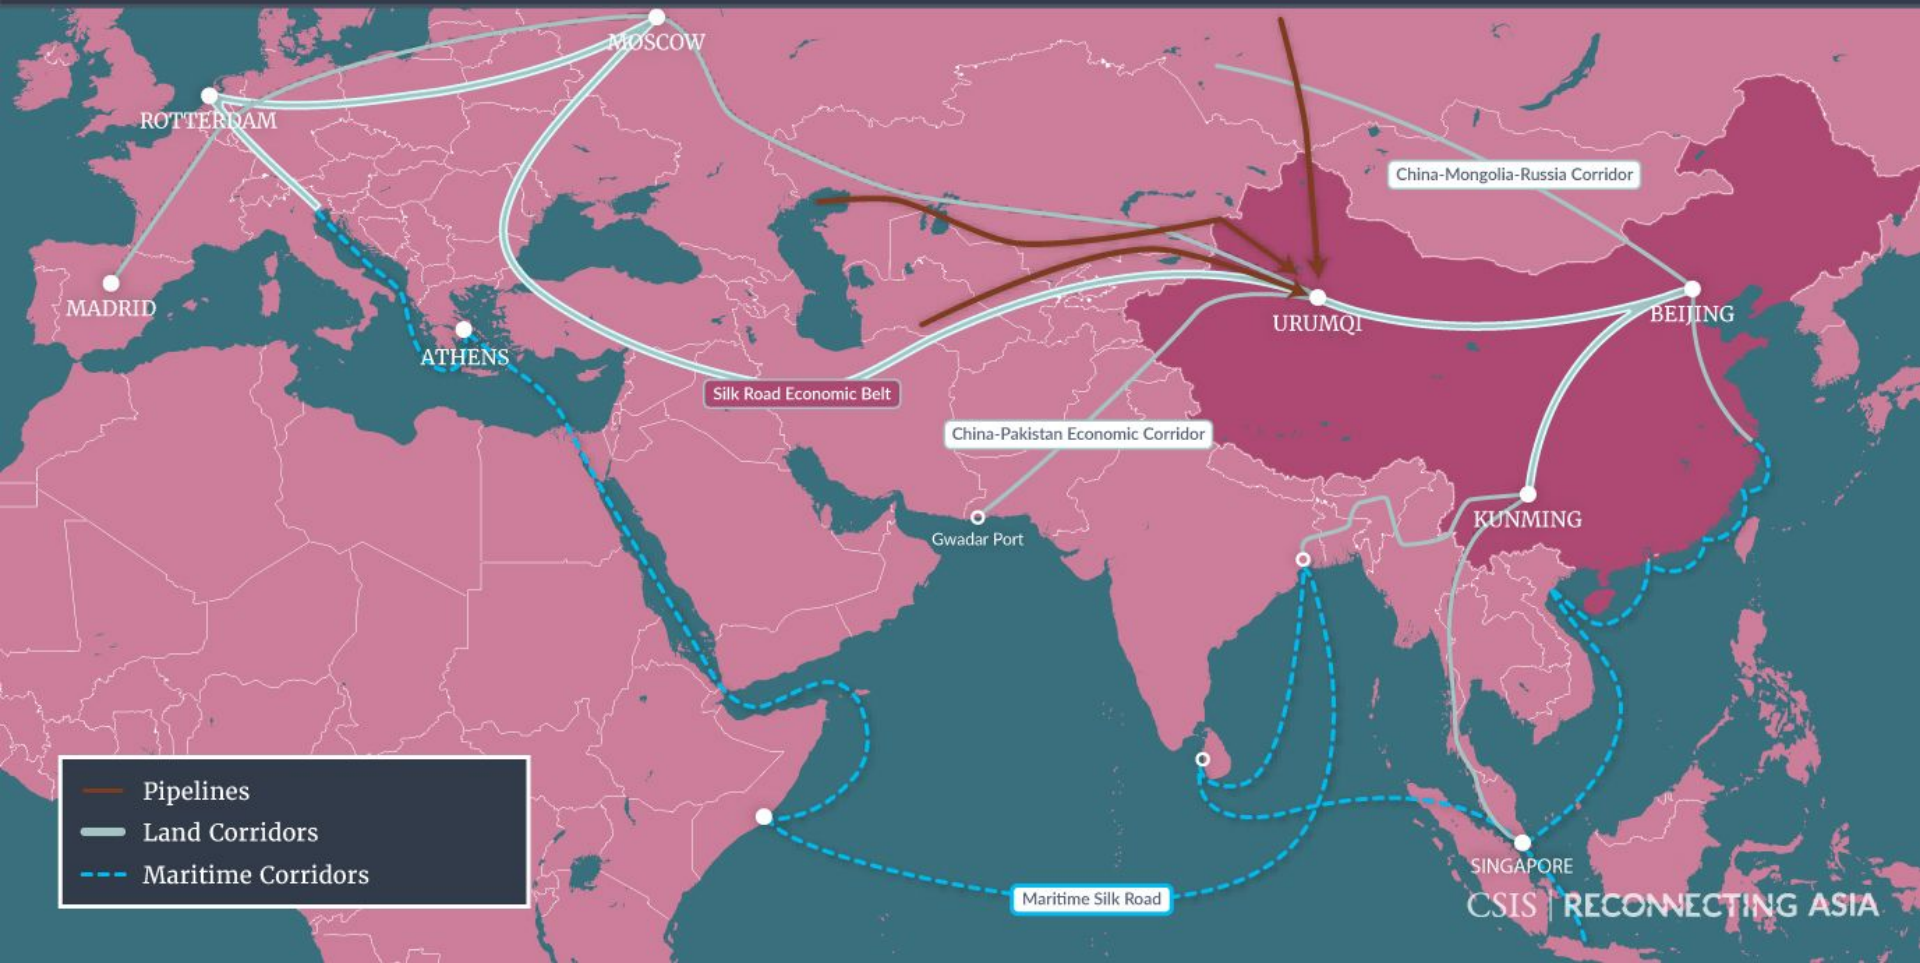 MOSCOW
ROTTERDAM
China-Mongolia-Russia Corridor
MADRID
ATHENS
URUMQI
BEIJING
Silk Road Economic Belt
China-Pakistan Economic Corridor
KUNMING
Gwadar Port
Pipelines
Land Corridors
Maritime Corridors
SINGAPORE
Maritime Silk Road
CSIS | RECONNECTING ASIA